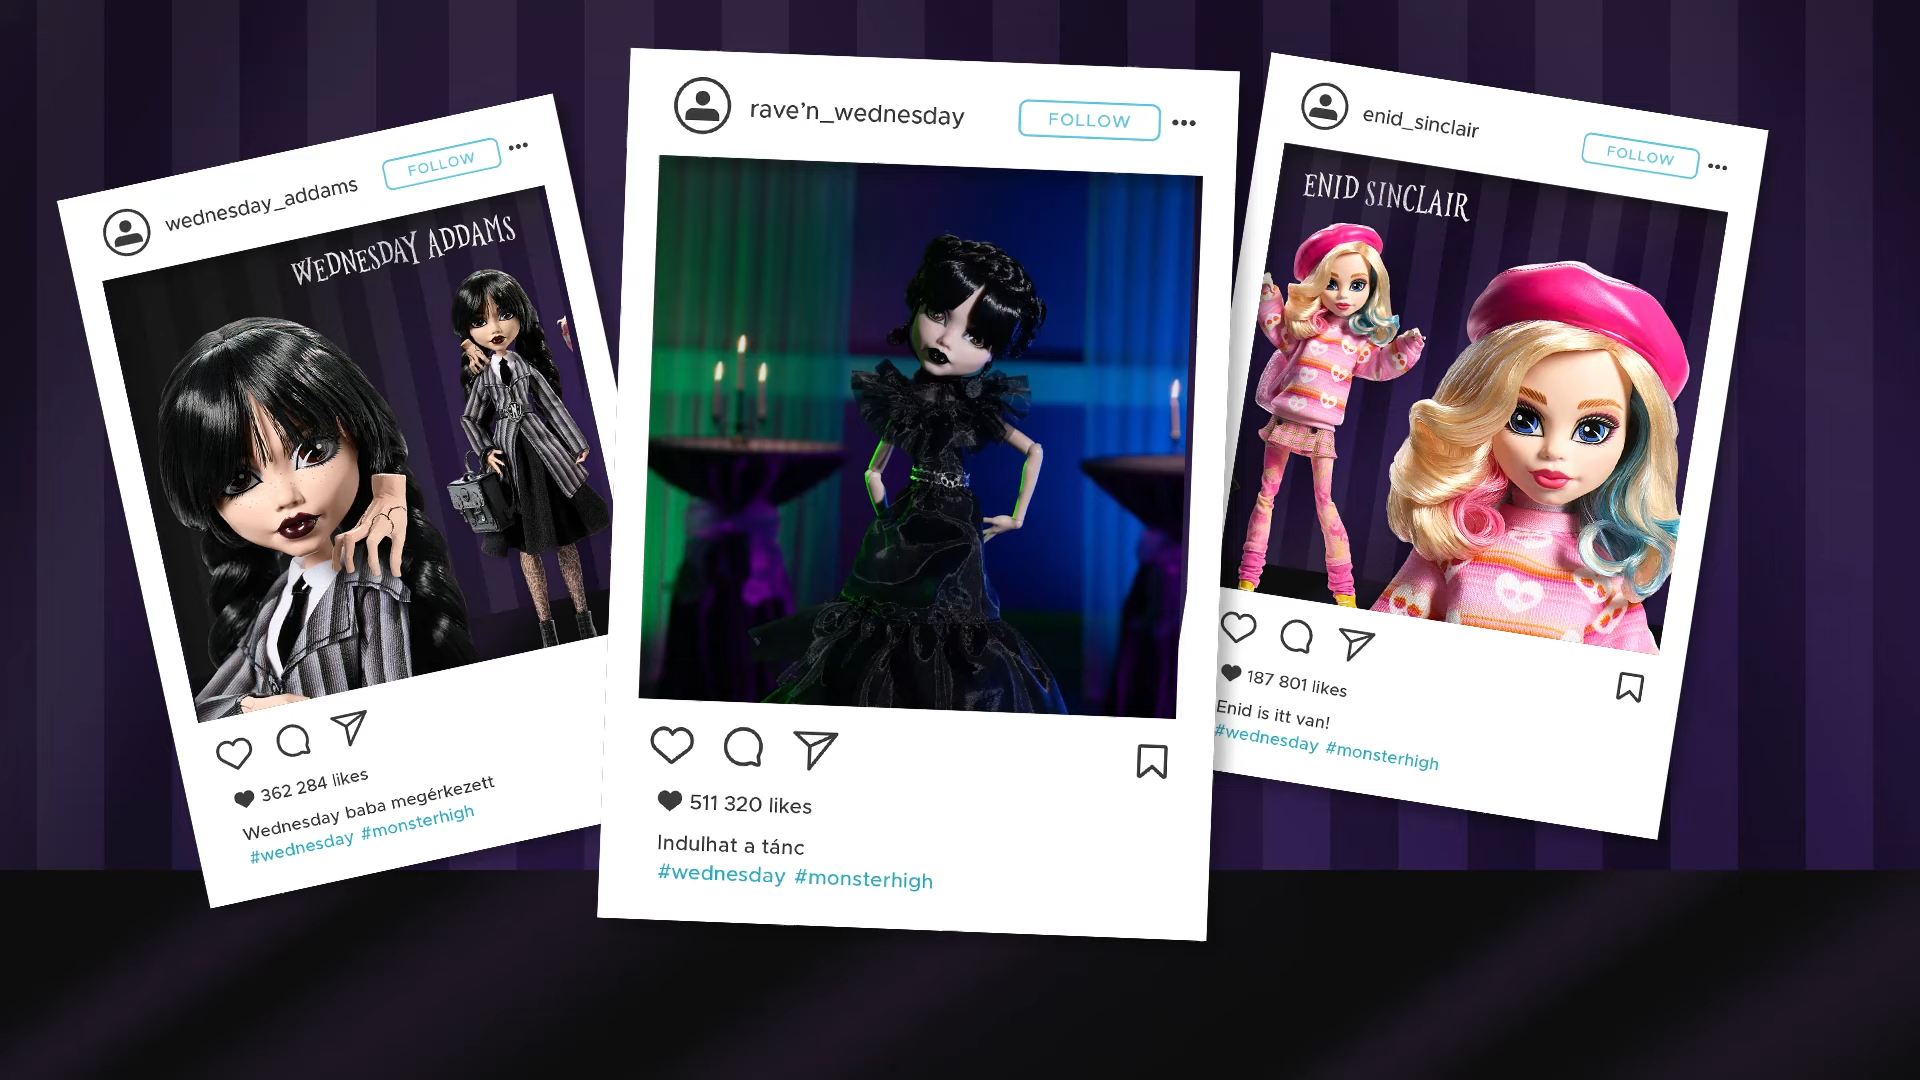 wednesday_addams
FOLLOW
WEDNESDAY ADDAMS
362 284 likes
Wednesday baba megérkezett
#wednesday #monsterhigh
rave’n_wednesday
FOLLOW
511 320 likes
Indulhat a tánc
#wednesday #monsterhigh
enid_sinclair
FOLLOW
ENID SINCLAIR
187 801 likes
Enid is itt van!
#wednesday #monsterhigh